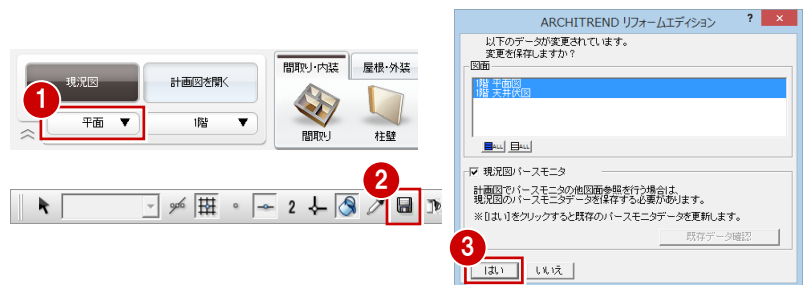 現況図
計画図を開く
間取り・内装
屋根・外装
1
平面 ▼
1階 ▼
間取り
柱壁
2
2
ARCHITREND リフォームエディション
? ×
以下のデータが変更されています。
変更を保存しますか？
図面
1階 平面図
1階 天井伏図
ALL
ALL
現況図パースモニタ
計画図でパースモニタの他図面参照を行う場合は、
現況図のパースモニタデータを保存する必要があります。
※[はい]をクリックすると既存のパースモニタデータを更新します。
既存データ確認
3
はい
いいえ